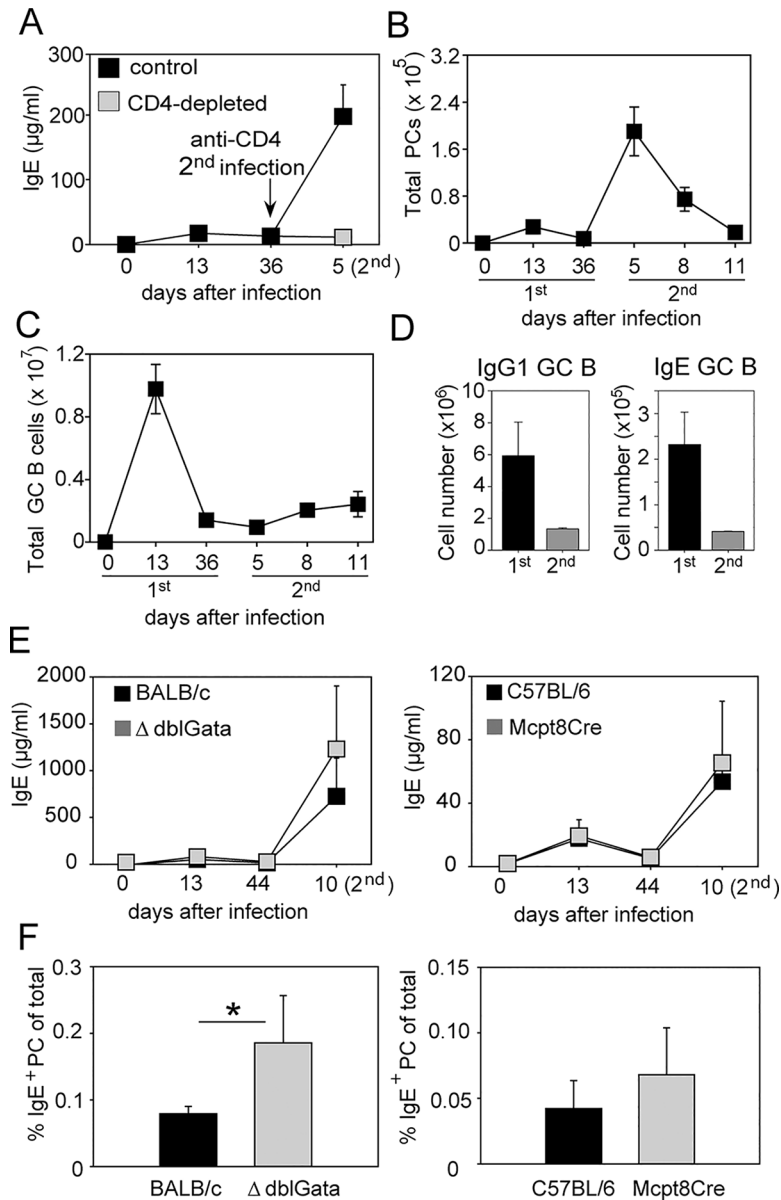 A
IgE (µg/ml)
300
200
100
0
control
CD4-depleted
anti-CD4
2nd infection
0 13 36 5 (2nd)
days after infection
B
Total PCs (x 10⁵)
3.2
2.4
1.6
0.8
0
0 13 36 5 8 11
1st 2nd
days after infection
C
Total GC B cells (x 10⁷)
1.2
0.8
0.4
0
0 13 36 5 8 11
1st 2nd
days after infection
D
IgG1 GC B
Cell number (x10⁶)
10
8
6
4
2
0
1st 2nd
IgE GC B
Cell number (x10⁵)
3
2
1
0
1st 2nd
E
IgE (µg/ml)
2000
1500
1000
500
0
BALB/c
Δ dblGata
0 13 44 10 (2nd)
days after infection
IgE (µg/ml)
120
80
40
0
C57BL/6
Mcpt8Cre
0 13 44 10 (2nd)
days after infection
F
% IgE⁺ PC of total
0.3
0.2
0.1
0
*
BALB/c Δ dblGata
% IgE⁺ PC of total
0.15
0.10
0.05
0
C57BL/6 Mcpt8Cre